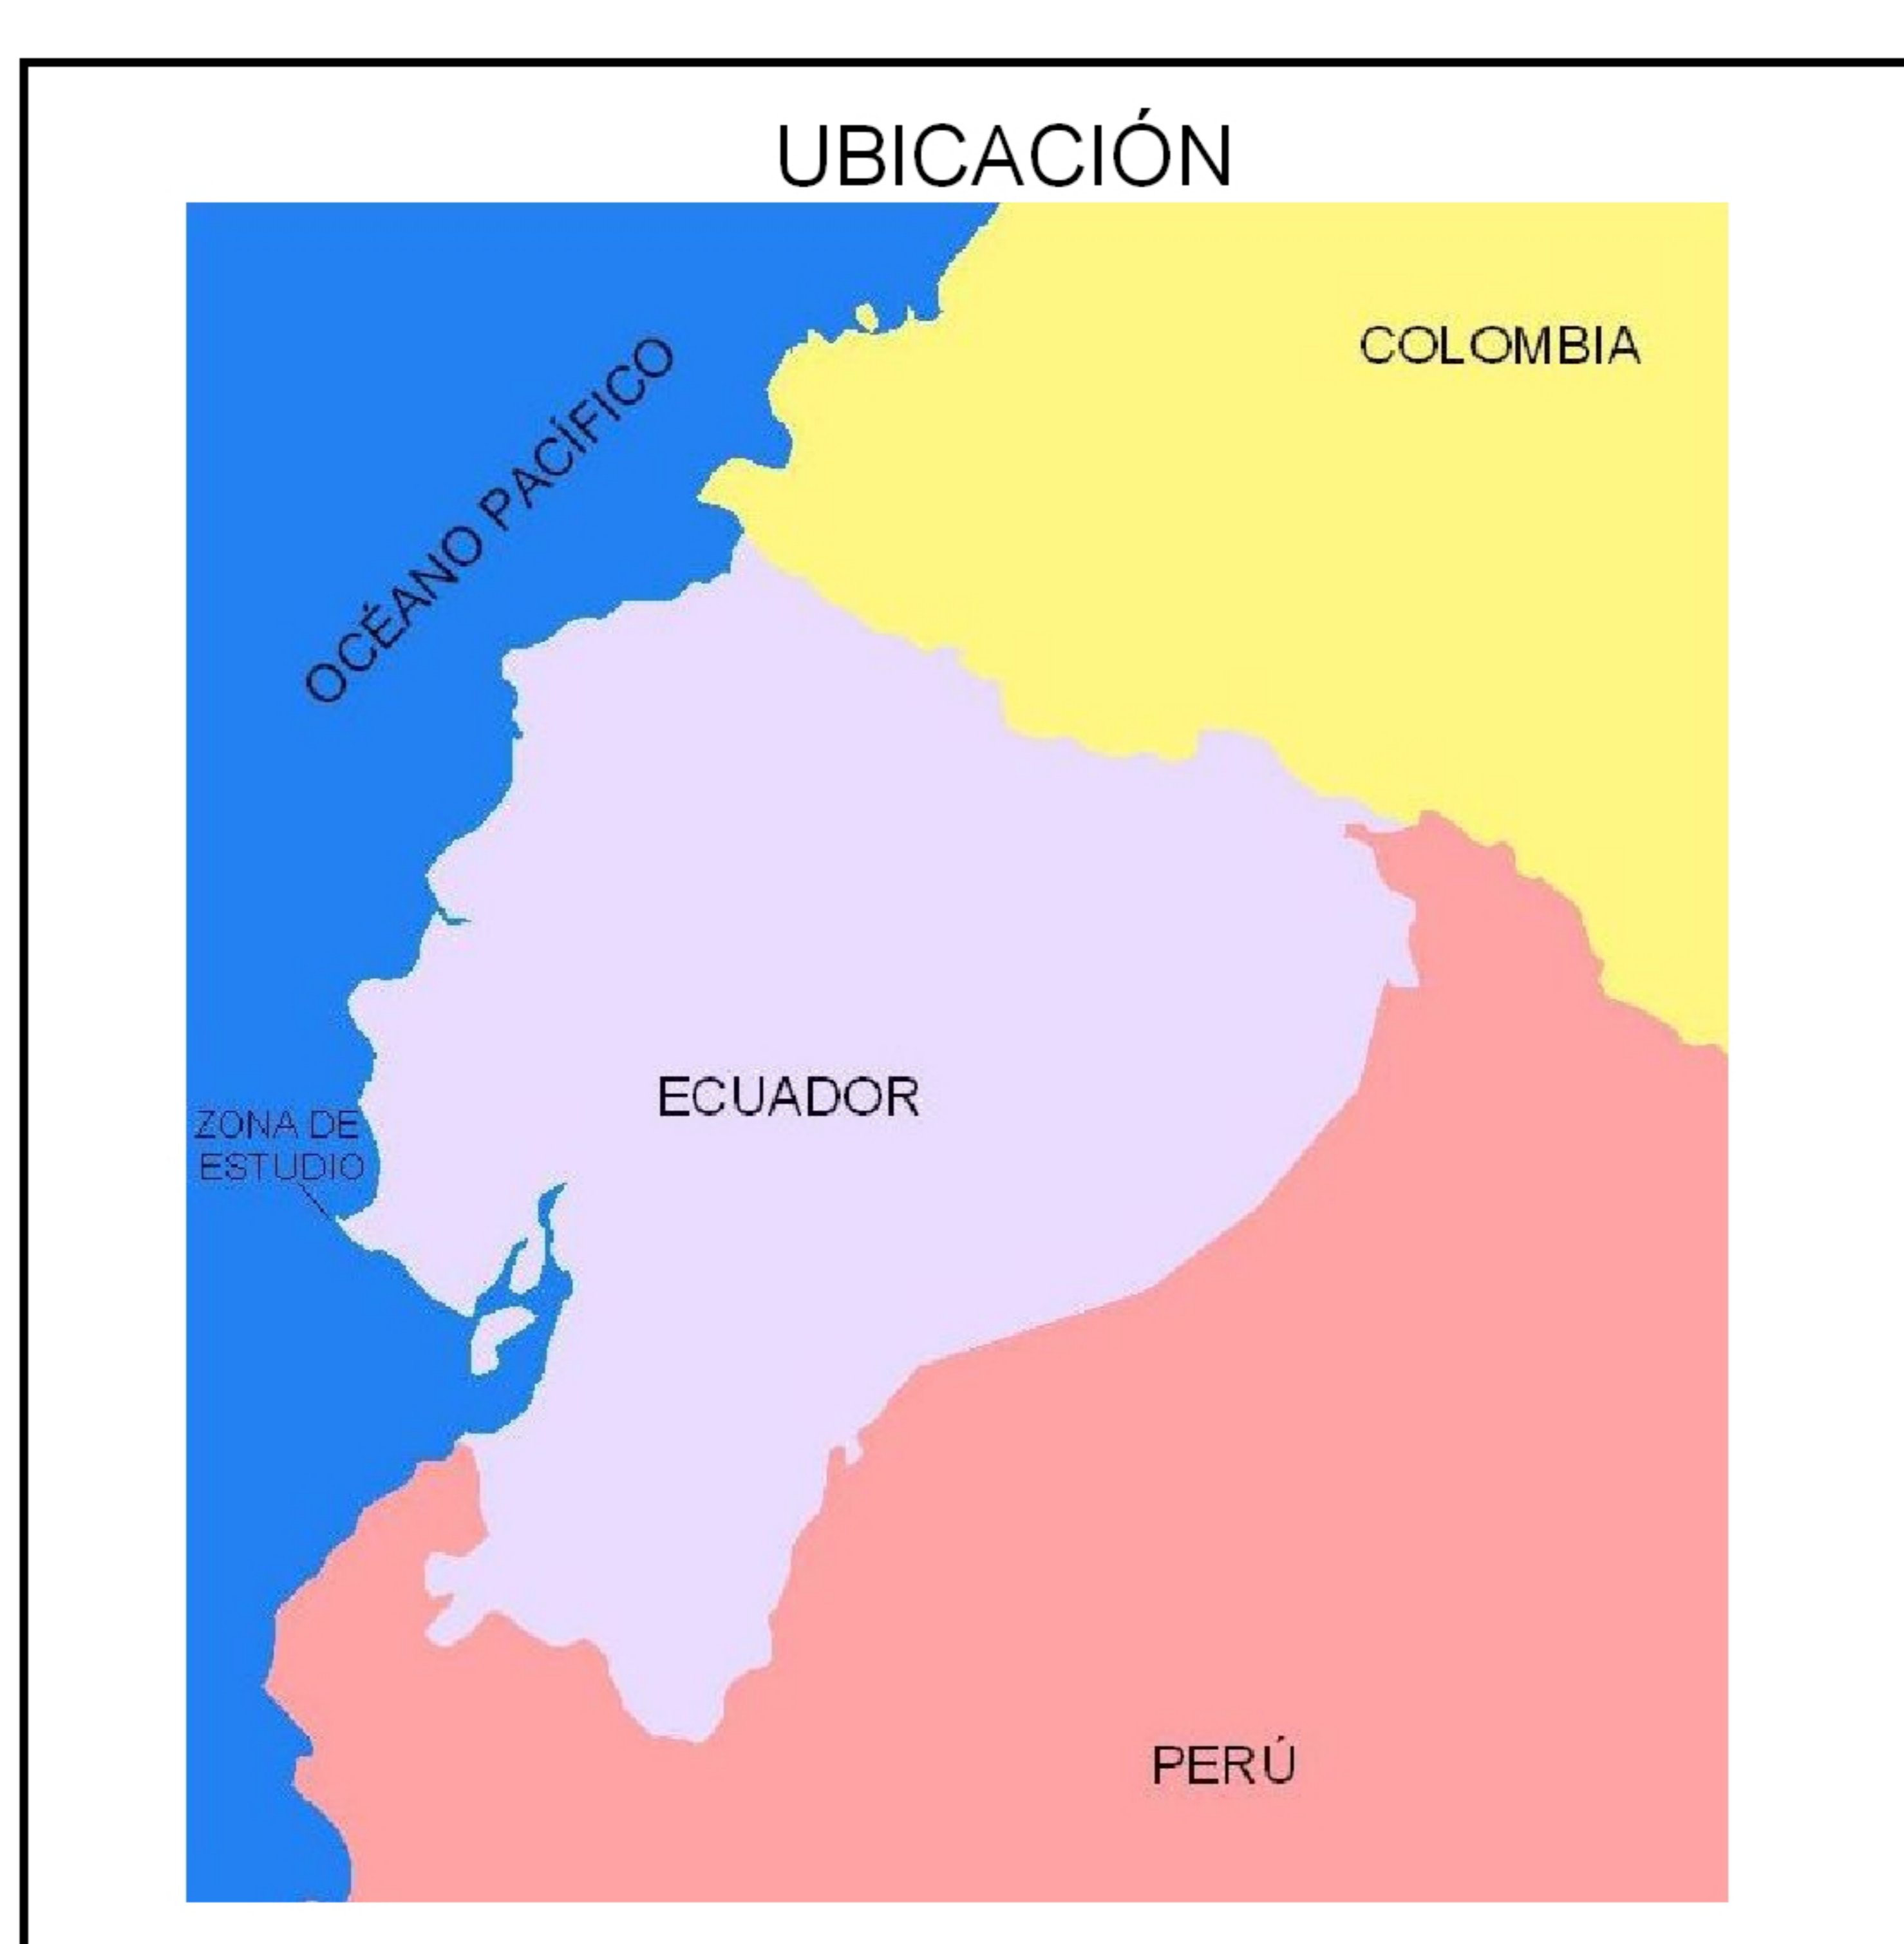 UBICACIÓN
COLOMBIA
OCÉANO PACÍFICO
ECUADOR
ZONA DE
ESTUDIO
PERÚ